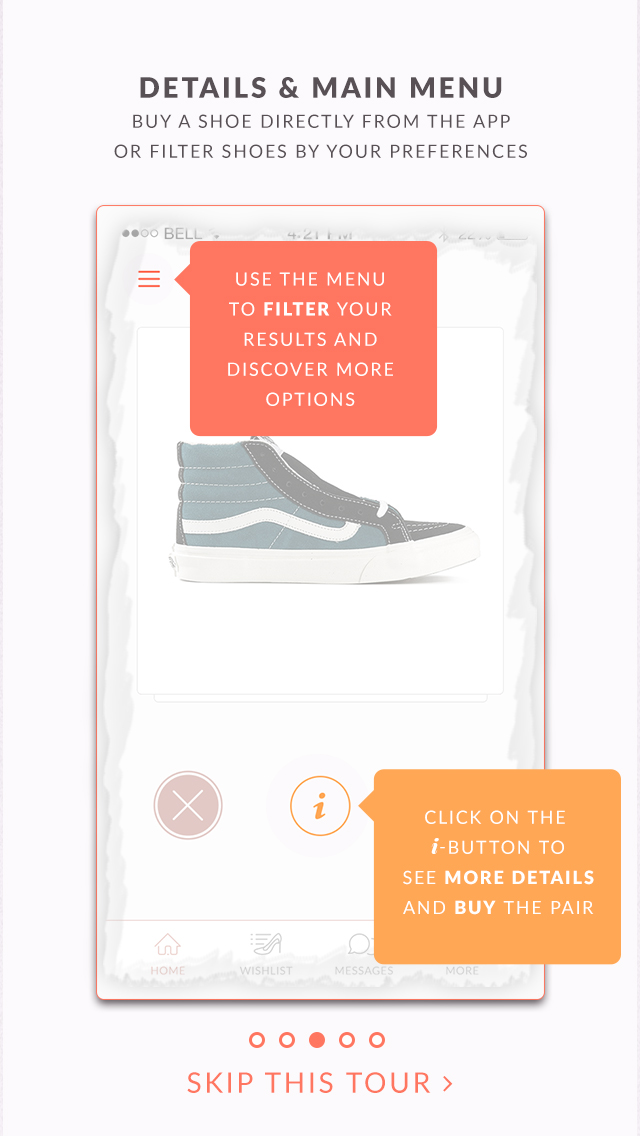 DETAILS & MAIN MENU
BUY A SHOE DIRECTLY FROM THE APP
OR FILTER SHOES BY YOUR PREFERENCES
BELL
4:21 PM
USE THE MENU
TO FILTER YOUR
RESULTS AND
DISCOVER MORE
OPTIONS
i
CLICK ON THE
i-BUTTON TO
SEE MORE DETAILS
AND BUY THE PAIR
HOME WISHLIST MESSAGES MORE
SKIP THIS TOUR >